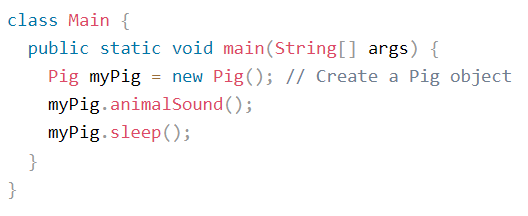 class Main {
  public static void main(String[] args) {
    Pig myPig = new Pig(); // Create a Pig object
    myPig.animalSound();
    myPig.sleep();
  }
}